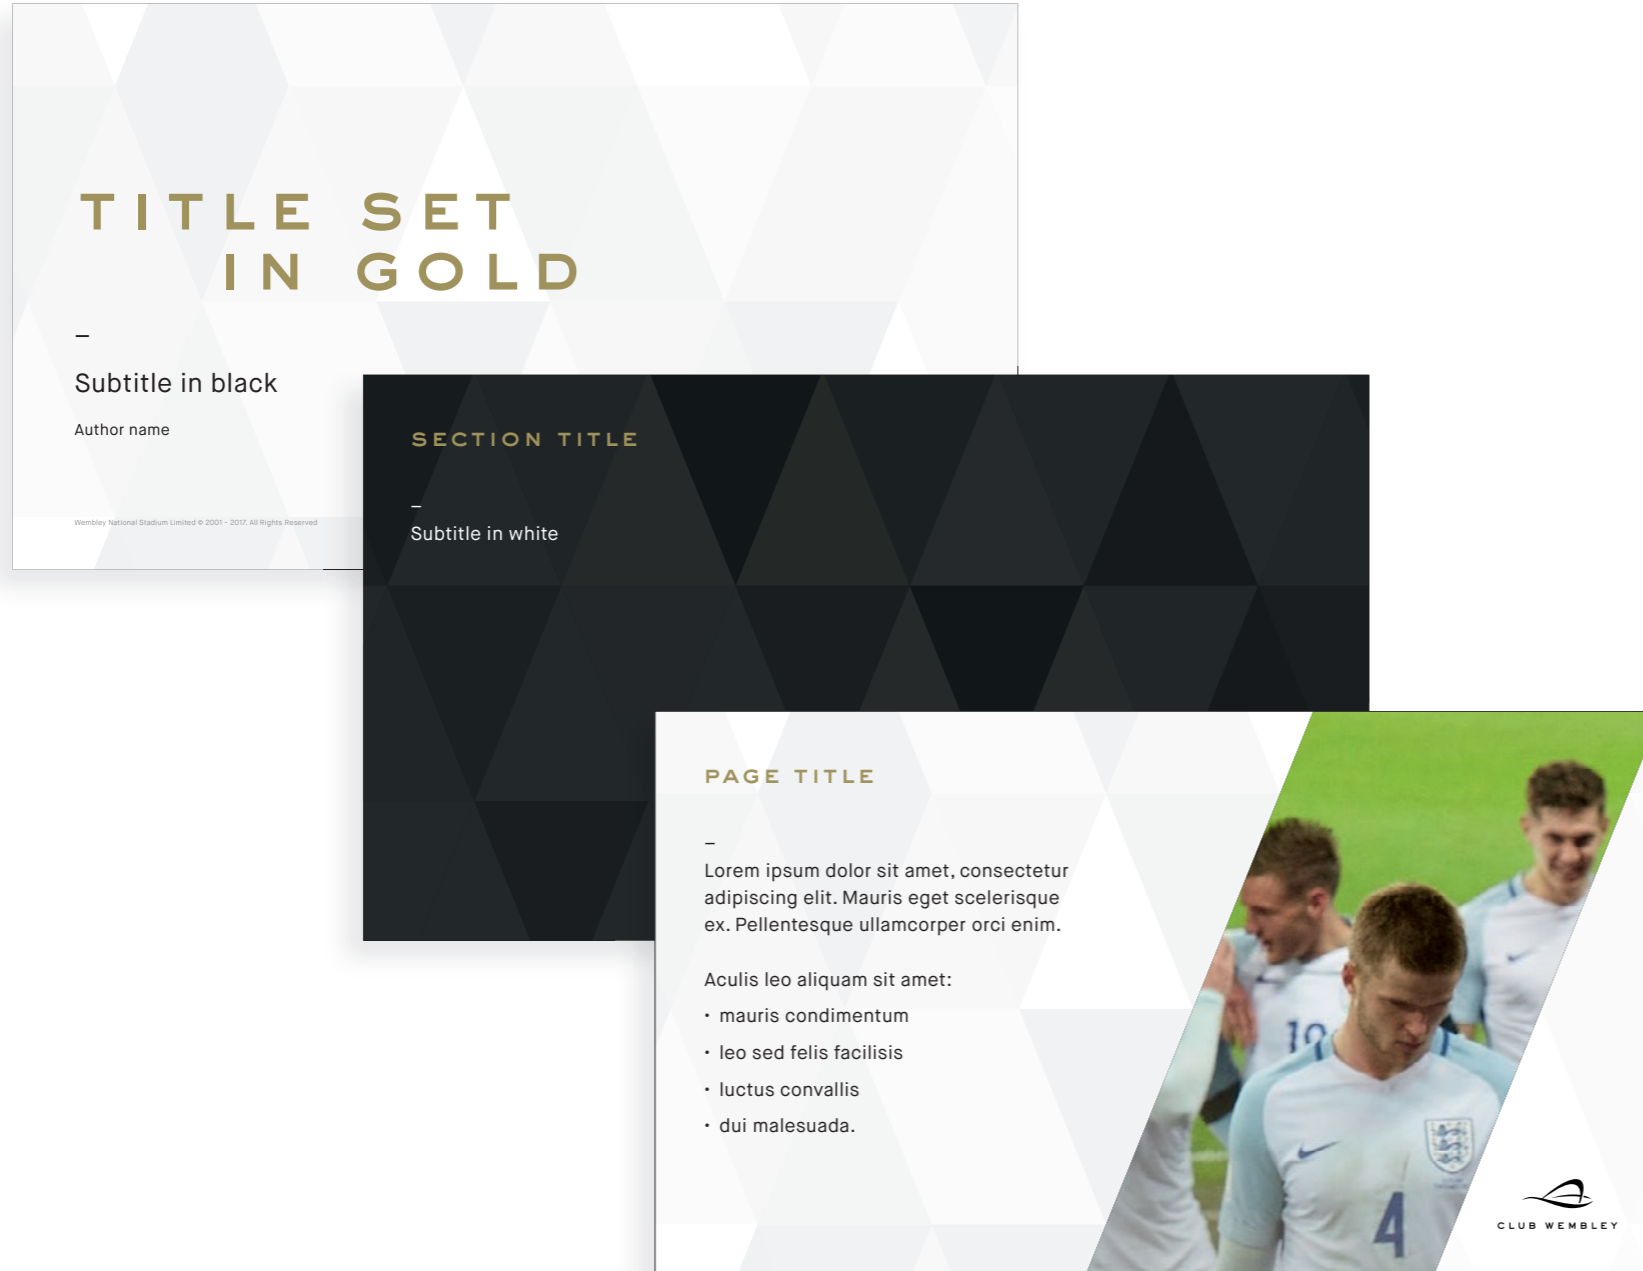 TITLE SET
IN GOLD
–
Subtitle in black
Author name
Wembley National Stadium Limited © 2001 – 2017. All Rights Reserved
SECTION TITLE
–
Subtitle in white
PAGE TITLE
–
Lorem ipsum dolor sit amet, consectetur
adipiscing elit. Mauris eget scelerisque
ex. Pellentesque ullamcorper orci enim.
Aculis leo aliquam sit amet:
• mauris condimentum
• leo sed felis facilisis
• luctus convallis
• dui malesuada.
19
4
CLUB WEMBLEY